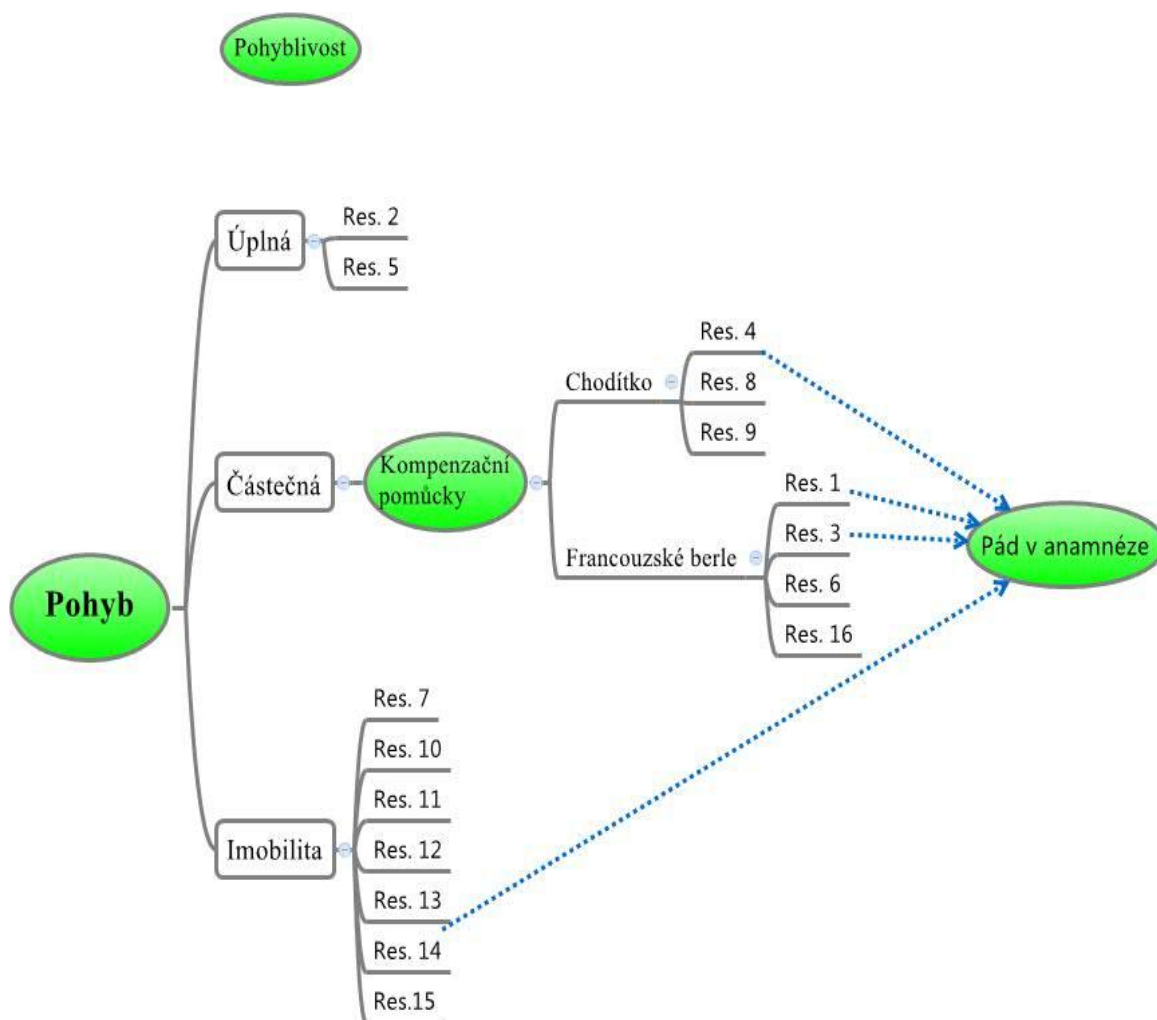 Pohyblivost
Úplná
Res. 2
Res. 5
Částečná
Kompenzační
pomůcky
Chodítko
Res. 4
Res. 8
Res. 9
Francouzské berle
Res. 1
Res. 3
Res. 6
Res. 16
Pád v anamnéze
Pohyb
Imobilita
Res. 7
Res. 10
Res. 11
Res. 12
Res. 13
Res. 14
Res.15